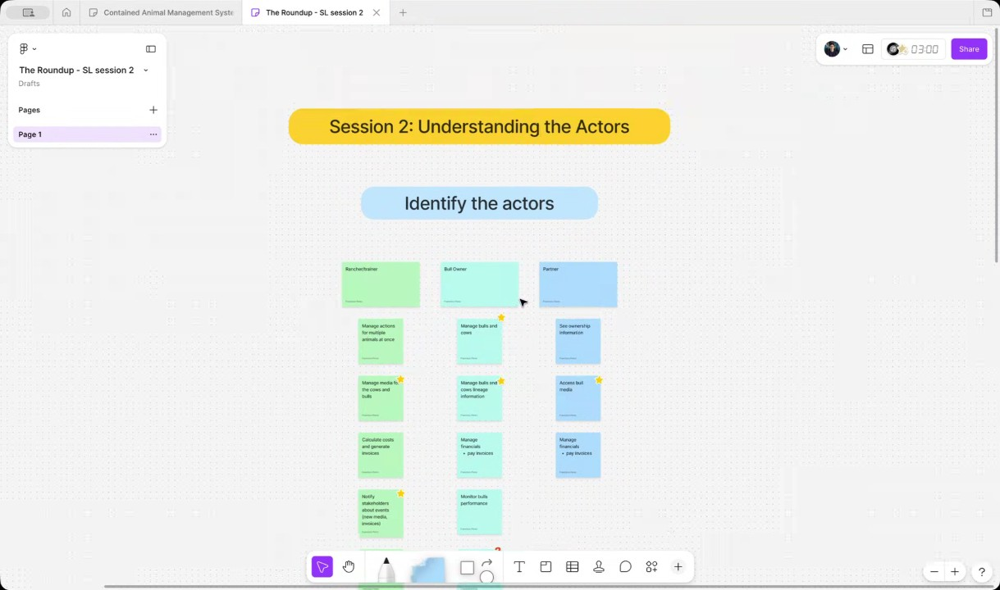 Contained Animal Management Syste
The Roundup - SL session 2
The Roundup - SL session 2
Drafts
Pages
Page 1
03:00
Share
Session 2: Understanding the Actors
Identify the actors
Rancher/trainer
Bull Owner
Partner
Manage actions
for multiple
animals at once
Manage bulls and
cows
See ownership
information
Manage media fo
the cows and
bulls
Manage bulls and
cows lineage
information
Access bull
media
Calculate costs
and generate
invoices
Manage
financials
• pay invoices
Manage
financials
• pay invoices
Notify
stakeholders
about events
(new media,
invoices)
Monitor bulls
performance
T
?